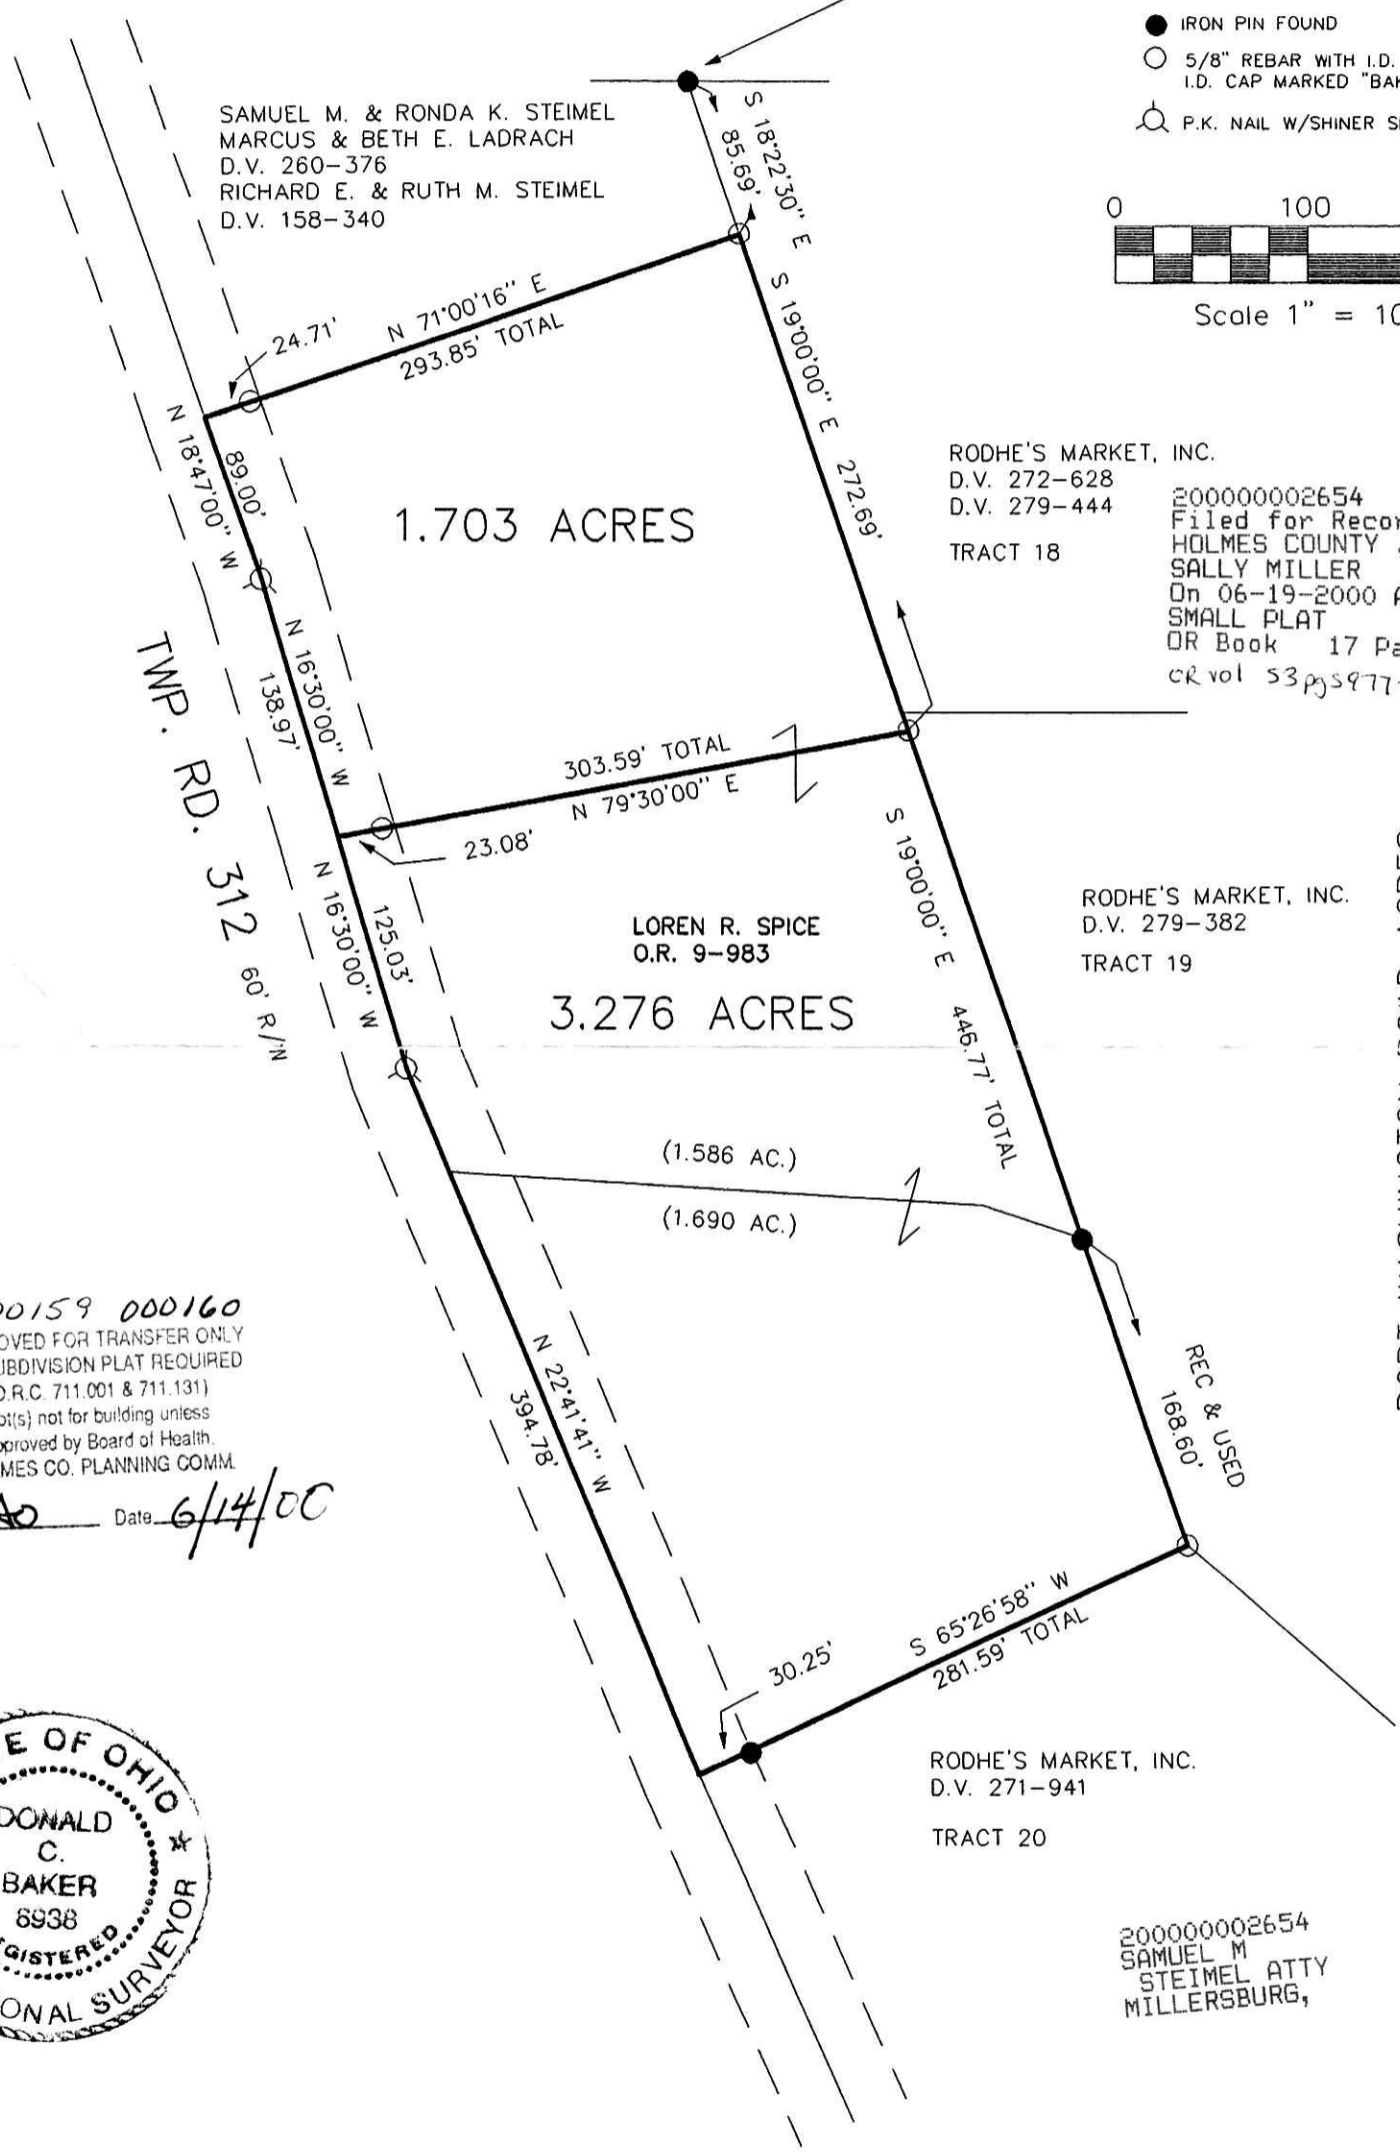 IRON PIN FOUND
5/8" REBAR WITH I.D.
I.D. CAP MARKED "BAK
P.K. NAIL W/SHINER S
SAMUEL M. & RONDA K. STEIMEL
MARCUS & BETH E. LADRACH
D.V. 260-376
RICHARD E. & RUTH M. STEIMEL
D.V. 158-340
S 18°22'30" E
85.69'
0 100
Scale 1" = 10
24.71'
N 71°00'16" E
293.85' TOTAL
S 19°00'00" E 272.69'
N 18°47'00" W
89.00'
1.703 ACRES
RODHE'S MARKET, INC.
D.V. 272-628
D.V. 279-444
TRACT 18
200000002654
Filed for Recor
HOLMES COUNTY
SALLY MILLER
On 06-19-2000 A
SMALL PLAT
OR Book 17 Pa
N 16°30'00" W
138.97'
TWP. RD. 312 60' R/W
303.59' TOTAL
N 79°30'00" E
23.08'
N 16°30'00" W
125.03'
LOREN R. SPICE
O.R. 9-983
3.276 ACRES
S 19°00'00" E 446.77' TOTAL
RODHE'S MARKET, INC.
D.V. 279-382
TRACT 19
(1.586 AC.)
(1.690 AC.)
00159 000160
OVED FOR TRANSFER ONLY
UBDIVISION PLAT REQUIRED
O.R.C. 711.001 & 711.131)
ot(s) not for building unless
pproved by Board of Health.
MES CO. PLANNING COMM.
Date 6/14/00
N 22°41'41" W
394.78'
REC & USED
168.60'
S 65°26'58" W
281.59' TOTAL
30.25'
E OF OHIO
DONALD
C.
BAKER
6938
GISTERED
ONAL SURVEYOR
RODHE'S MARKET, INC.
D.V. 271-941
TRACT 20
200000002654
SAMUEL M
STEIMEL ATTY
MILLERSBURG,